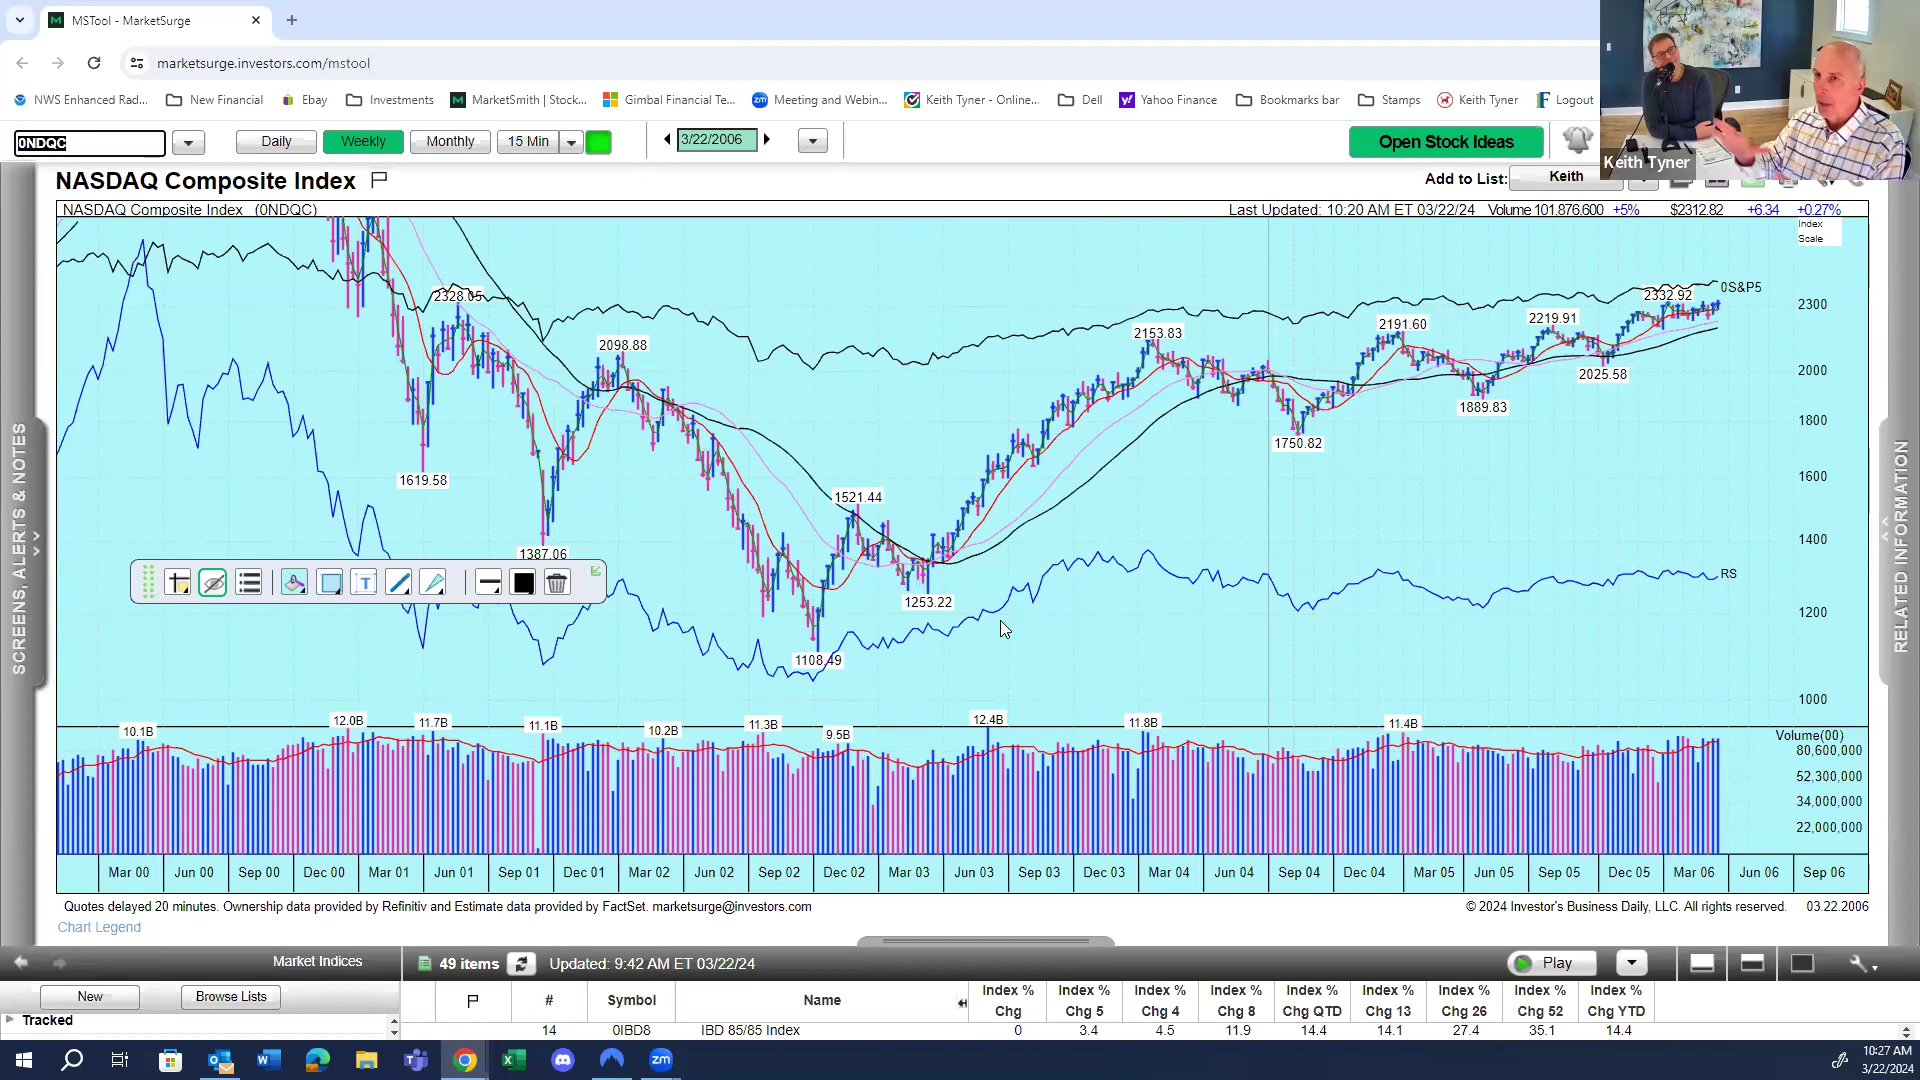 MSTool - MarketSurge
marketsurge.investors.com/mstool
NWS Enhanced Rad...
New Financial
Ebay
Investments
MarketSmith | Stock...
Gimbal Financial Te...
Meeting and Webin...
Keith Tyner - Online...
Dell
Yahoo Finance
Bookmarks bar
Stamps
Keith Tyner
Logout
0NDQC
Daily
Weekly
Monthly
15 Min
3/22/2006
Open Stock Ideas
Keith Tyner
NASDAQ Composite Index
Add to List:
Keith
NASDAQ Composite Index (0NDQC)
Last Updated: 10:20 AM ET 03/22/24 Volume 101,876,600 +5% $2312.82 +6.34 +0.27%
Index
Scale
0S&P5
2328.05
2332.92
2300
2219.91
2191.60
2153.83
2098.88
2000
2025.58
1889.83
1800
1750.82
1619.58
1600
1521.44
1400
1387.06
RS
1253.22
1200
1108.49
1000
10.1B
12.0B
11.7B
11.1B
10.2B
11.3B
9.5B
12.4B
11.8B
11.4B
Volume(00)
80,600,000
52,300,000
34,000,000
22,000,000
Mar 00
Jun 00
Sep 00
Dec 00
Mar 01
Jun 01
Sep 01
Dec 01
Mar 02
Jun 02
Sep 02
Dec 02
Mar 03
Jun 03
Sep 03
Dec 03
Mar 04
Jun 04
Sep 04
Dec 04
Mar 05
Jun 05
Sep 05
Dec 05
Mar 06
Jun 06
Sep 06
Quotes delayed 20 minutes. Ownership data provided by Refinitiv and Estimate data provided by FactSet. marketsurge@investors.com
© 2024 Investor's Business Daily, LLC. All rights reserved. 03.22.2006
Chart Legend
SCREENS, ALERTS & NOTES
RELATED INFORMATION
Market Indices
49 items
Updated: 9:42 AM ET 03/22/24
Play
New
Browse Lists
Tracked
#
Symbol
Name
Index % Chg
Index % Chg 5
Index % Chg 4
Index % Chg 8
Index % Chg QTD
Index % Chg 13
Index % Chg 26
Index % Chg 52
Index % Chg YTD
14 0IBD8 IBD 85/85 Index 0 3.4 4.5 11.9 14.4 14.1 27.4 35.1 14.4
10:27 AM
3/22/2024